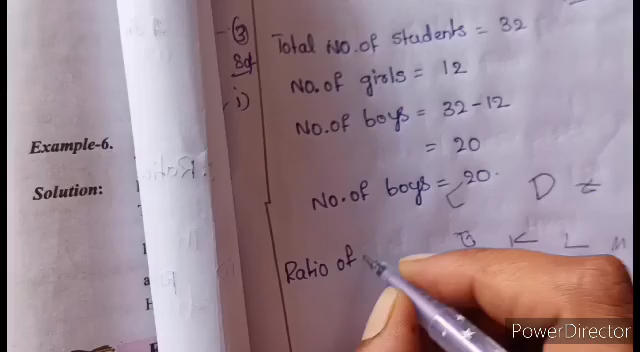 (3)
Sol
i)
Total No. of students = 32
No. of girls = 12
No. of boys = 32-12
= 20
No. of boys = 20.
Ratio of
Example-6.
Solution:
D
K L
PowerDirector